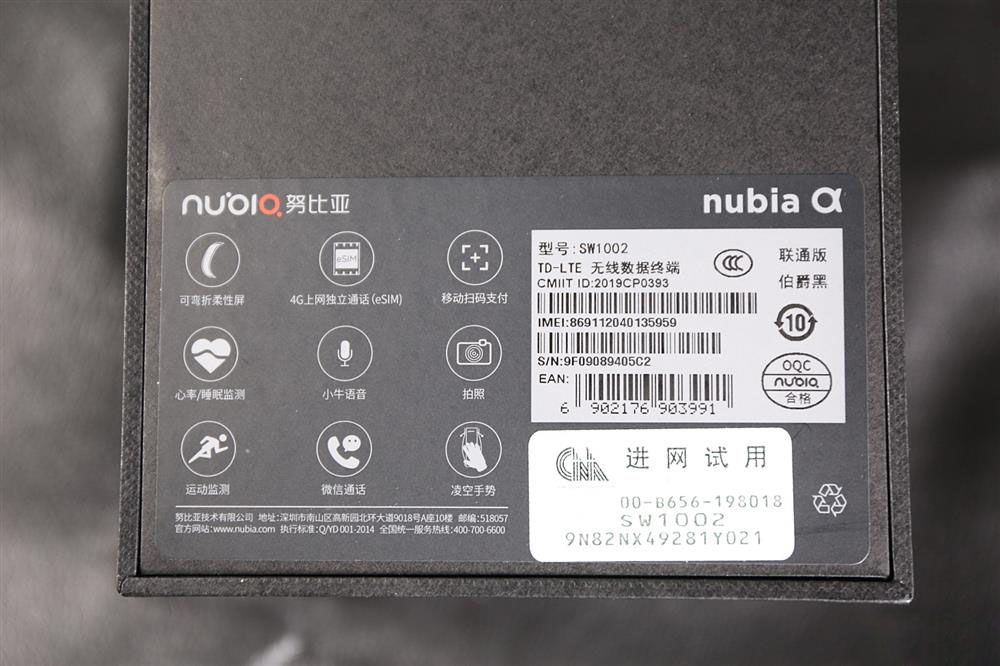 nubia 努比亚
nubia α
可弯折柔性屏
eSIM
4G上网独立通话(eSIM)
移动扫码支付
心率/睡眠监测
小牛语音
拍照
运动监测
微信通话
凌空手势
努比亚技术有限公司 地址:深圳市南山区高新园北环大道9018号A座10楼 邮编:518057
官方网站:www.nubia.com 执行标准:Q/YD 001-2014 全国统一服务热线:400-700-6600
型号:SW1002
TD-LTE 无线数据终端
CMIIT ID:2019CP0393
CCC
联通版
伯爵黑
IMEI:869112040135959
S/N:9F09089405C2
EAN:
6 902176 903991
10
OQC
nubia
合格
CNA
进网试用
00-B656-198018
SW1002
9N82NX49281Y021